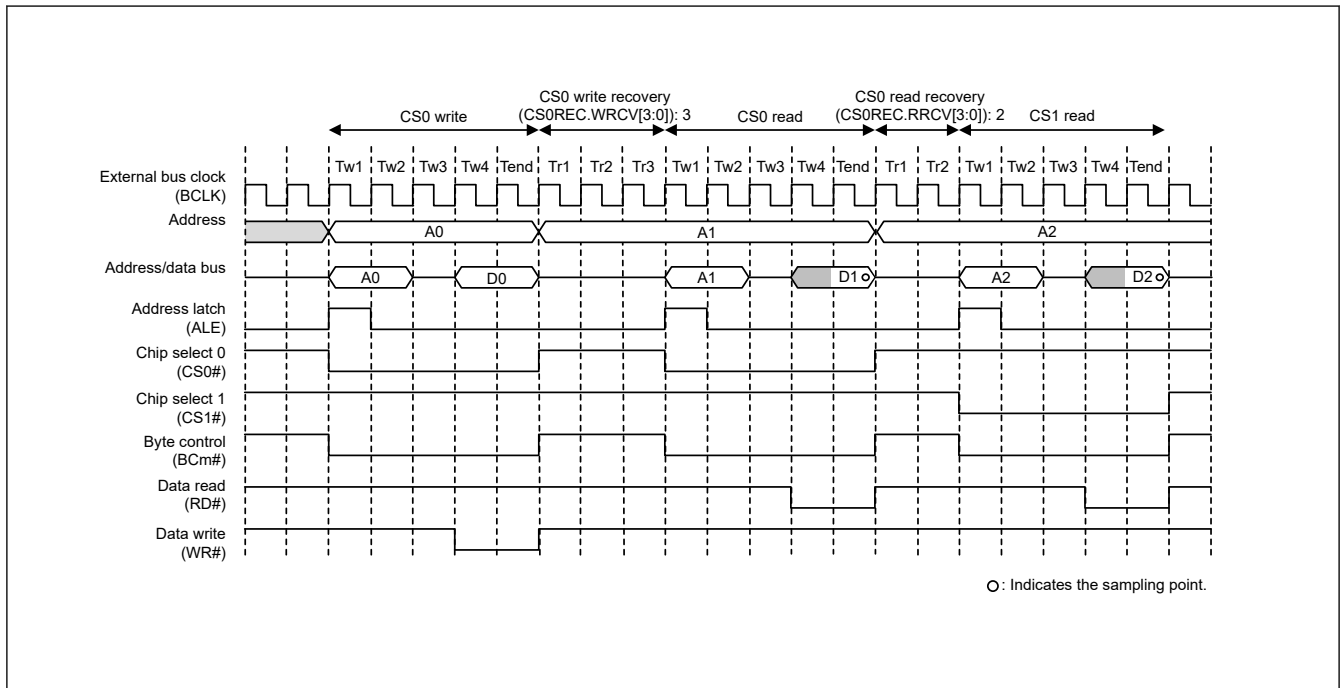 CS0 write
CS0 write recovery
(CS0REC.WRCV[3:0]): 3
CS0 read
CS0 read recovery
(CS0REC.RRCV[3:0]): 2
CS1 read
Tw1 Tw2 Tw3 Tw4 Tend Tr1 Tr2 Tr3 Tw1 Tw2 Tw3 Tw4 Tend Tr1 Tr2 Tw1 Tw2 Tw3 Tw4 Tend
External bus clock
(BCLK)
Address
A0 A1 A2
Address/data bus
A0 D0 A1 D1 A2 D2
Address latch
(ALE)
Chip select 0
(CS0#)
Chip select 1
(CS1#)
Byte control
(BCm#)
Data read
(RD#)
Data write
(WR#)
: Indicates the sampling point.